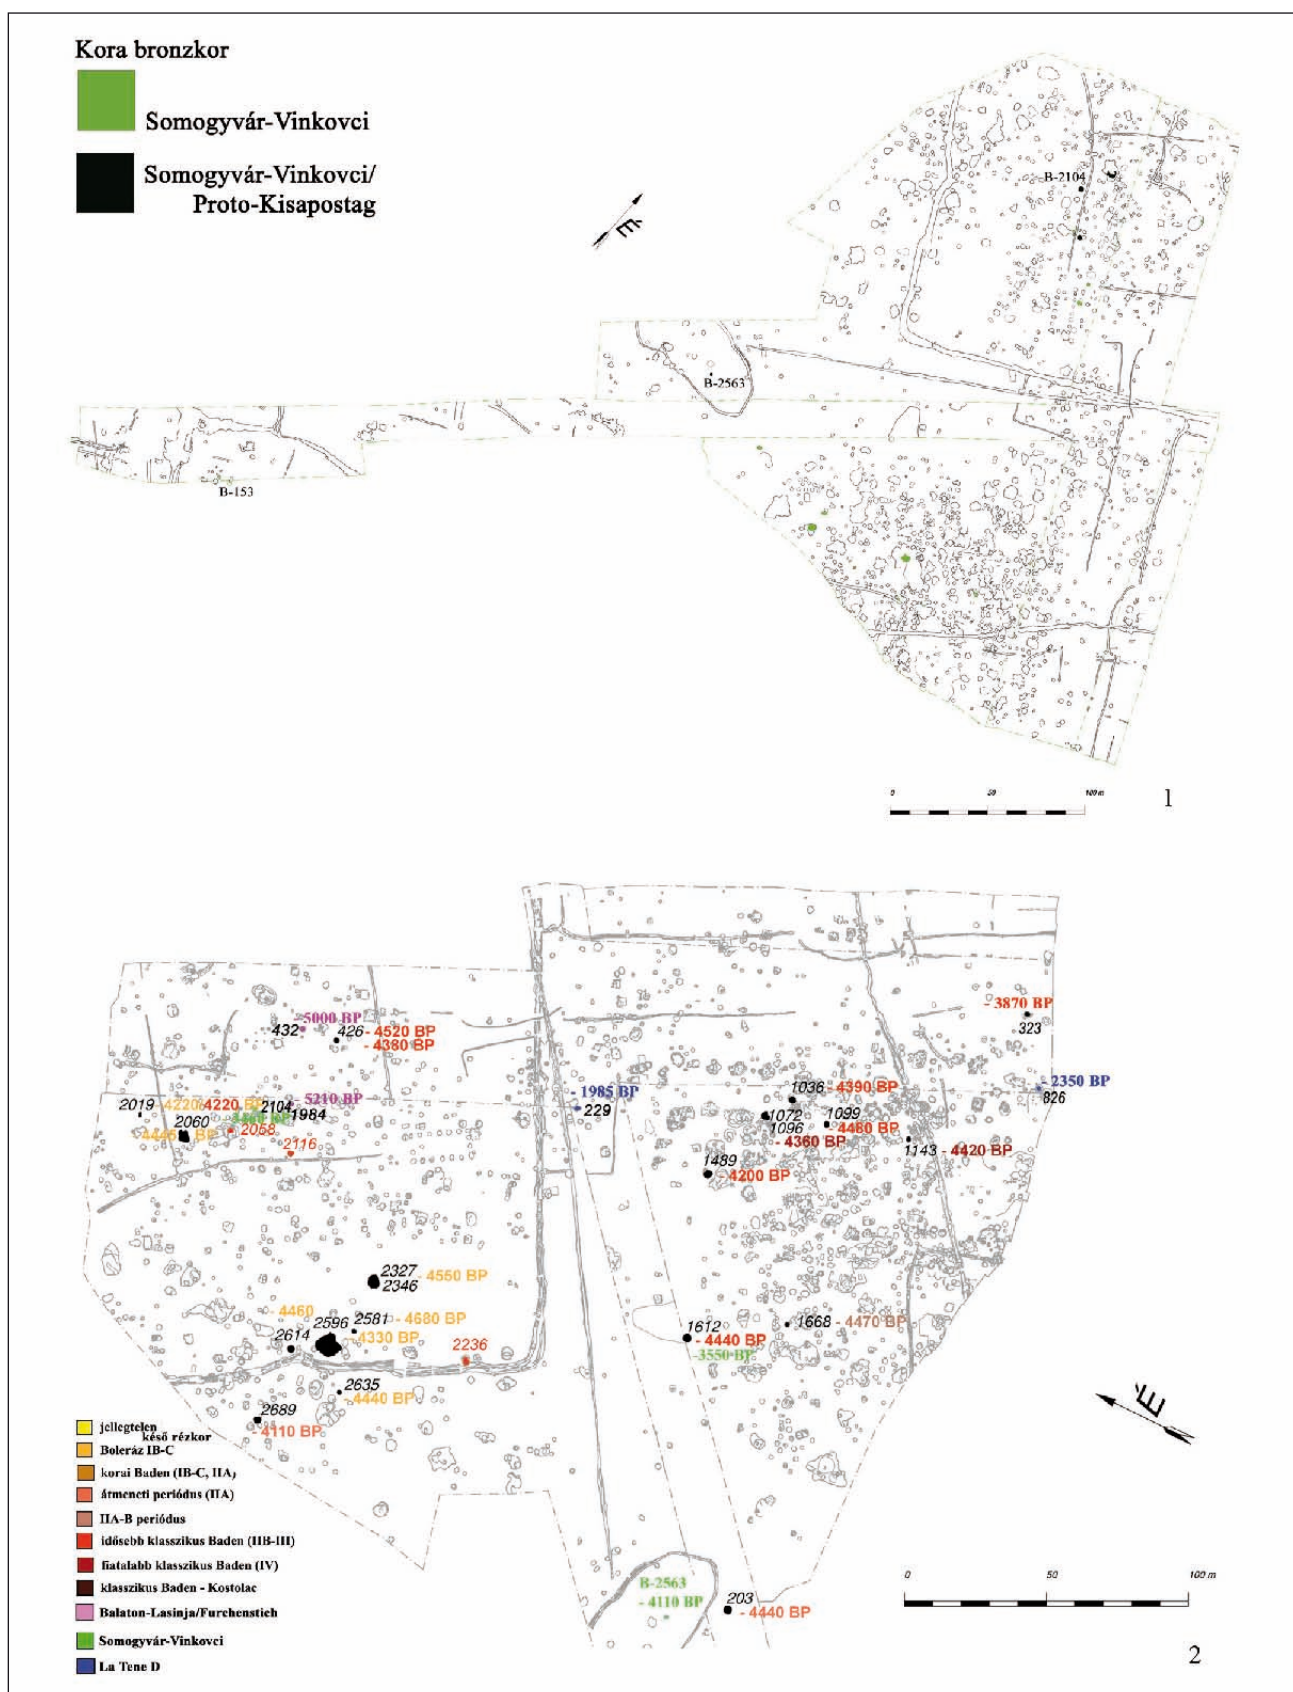 Kora bronzkor
Somogyvár-Vinkovci
Somogyvár-Vinkovci/
Proto-Kisapostag
É
B-2104
B-2563
B-153
0 50 100 m
1
- 5000 BP
432
426 - 4520 BP
- 4380 BP
- 3870 BP
323
- 1985 BP
229
- 2350 BP
826
2019
- 4220
- 4220 BP
2104
- 5210 BP
1984
2060
2058
2116
1036 - 4390 BP
1072
1096
1099
- 4480 BP
- 4360 BP
1143 - 4420 BP
1489
- 4200 BP
2327
2346
- 4550 BP
- 4460
2596
2581
- 4680 BP
2614
- 4330 BP
2236
1612
- 4440 BP
-3550 BP
1668 - 4470 BP
2635
- 4440 BP
2689
- 4110 BP
É
jellegtelen
késő rézkor
Boleráz IB-C
korai Baden (IB-C, IIA)
átmeneti periódus (IIA)
IIA-B periódus
idősebb klasszikus Baden (IIB-III)
fiatalabb klasszikus Baden (IV)
klasszikus Baden - Kostolac
Balaton-Lasinja/Furchenstich
Somogyvár-Vinkovci
La Tene D
B-2563
- 4110 BP
203
- 4440 BP
0 50 100 m
2